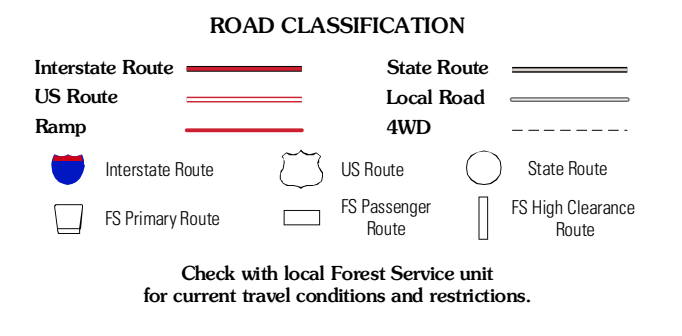 ROAD CLASSIFICATION
Interstate Route
State Route
US Route
Local Road
Ramp
4WD
Interstate Route
US Route
State Route
FS Primary Route
FS Passenger
Route
FS High Clearance
Route
Check with local Forest Service unit
for current travel conditions and restrictions.